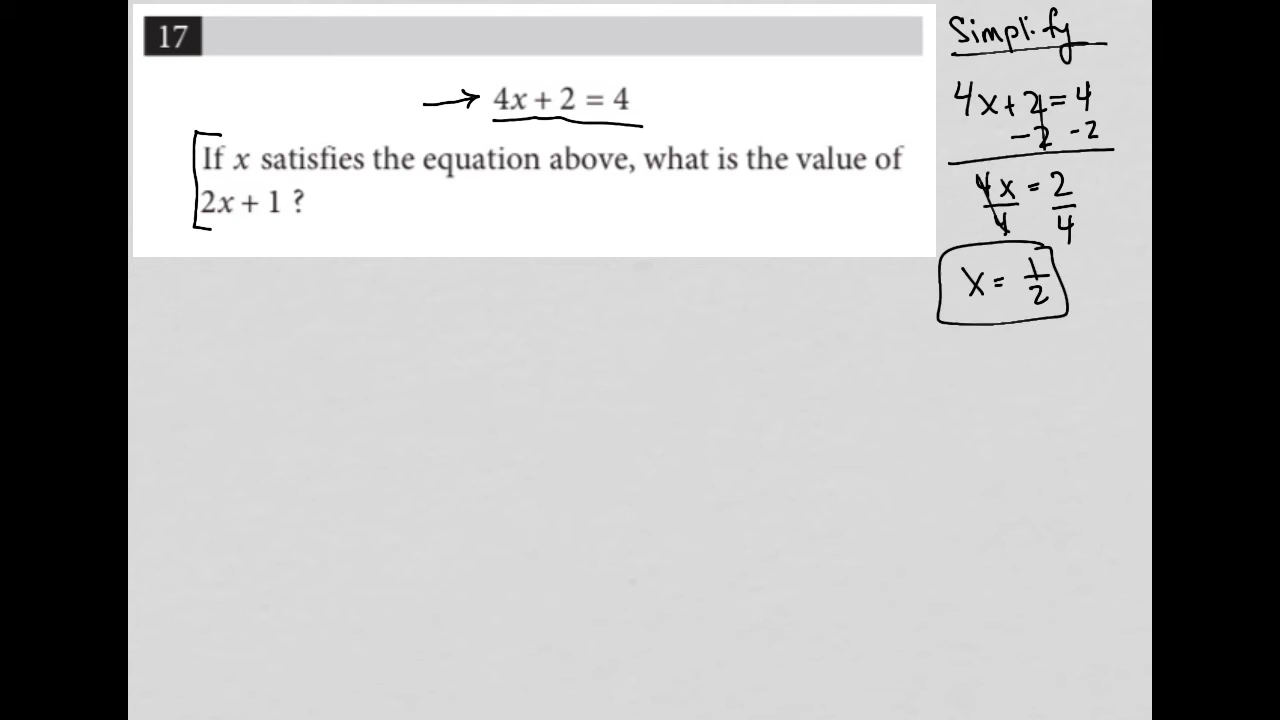 17
4x + 2 = 4
If x satisfies the equation above, what is the value of
2x + 1 ?
Simplify
4x + 2 = 4
-2 -2
4x = 2
4 4
x = 1/2